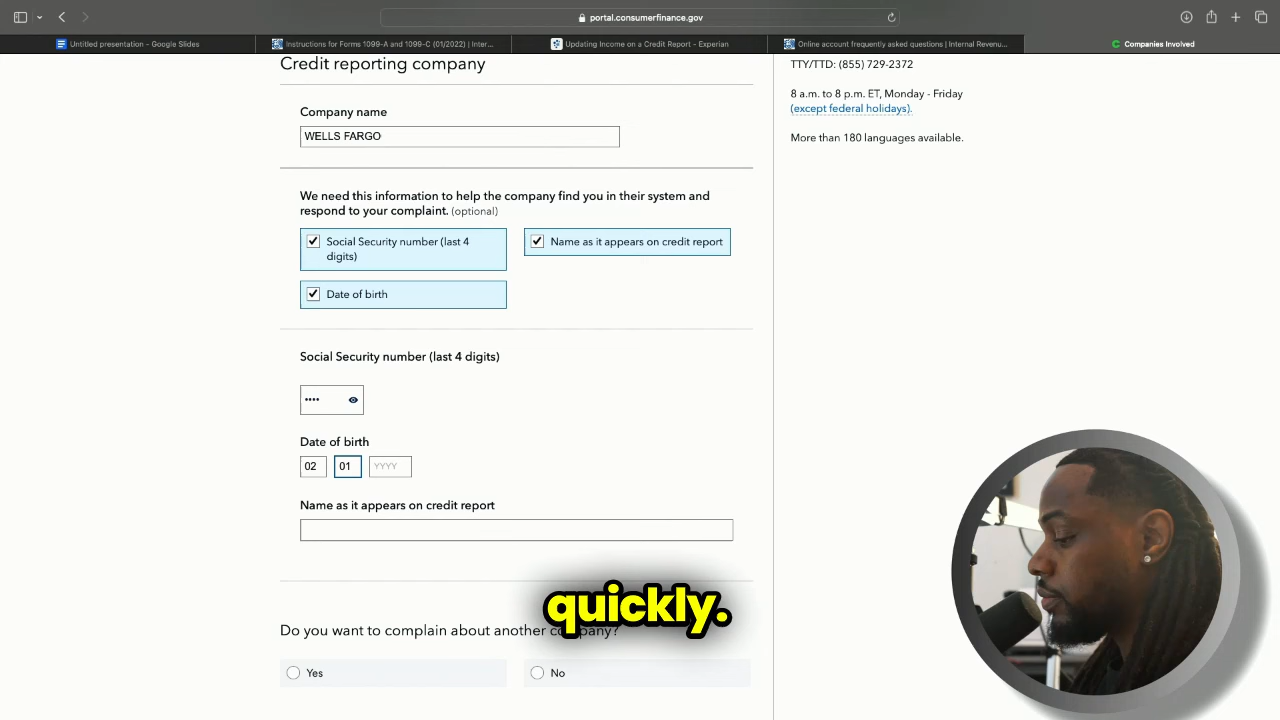 portal.consumerfinance.gov
Untitled presentation - Google Slides
Instructions for Forms 1099-A and 1099-C (01/2022) | Inter...
Updating Income on a Credit Report - Experian
Online account frequently asked questions | Internal Revenu...
Companies Involved
Credit reporting company
Company name
WELLS FARGO
We need this information to help the company find you in their system and
respond to your complaint. (optional)
Social Security number (last 4
digits)
Name as it appears on credit report
Date of birth
Social Security number (last 4 digits)
••••
Date of birth
02 01 YYYY
Name as it appears on credit report
quickly.
Do you want to complain about another company?
Yes
No
TTY/TTD: (855) 729-2372
8 a.m. to 8 p.m. ET, Monday - Friday
(except federal holidays).
More than 180 languages available.